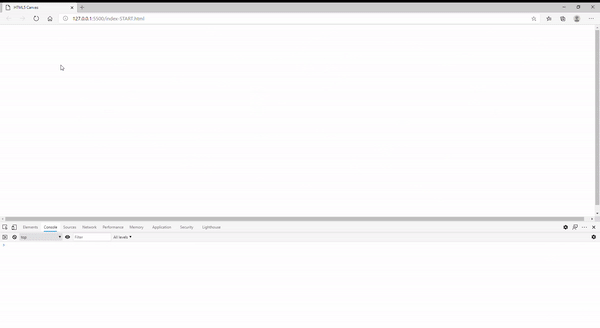 HTML5 Canvas
127.0.0.1:5500/index-START.html
Elements Console Sources Network Performance Memory Application Security Lighthouse
top Filter All levels